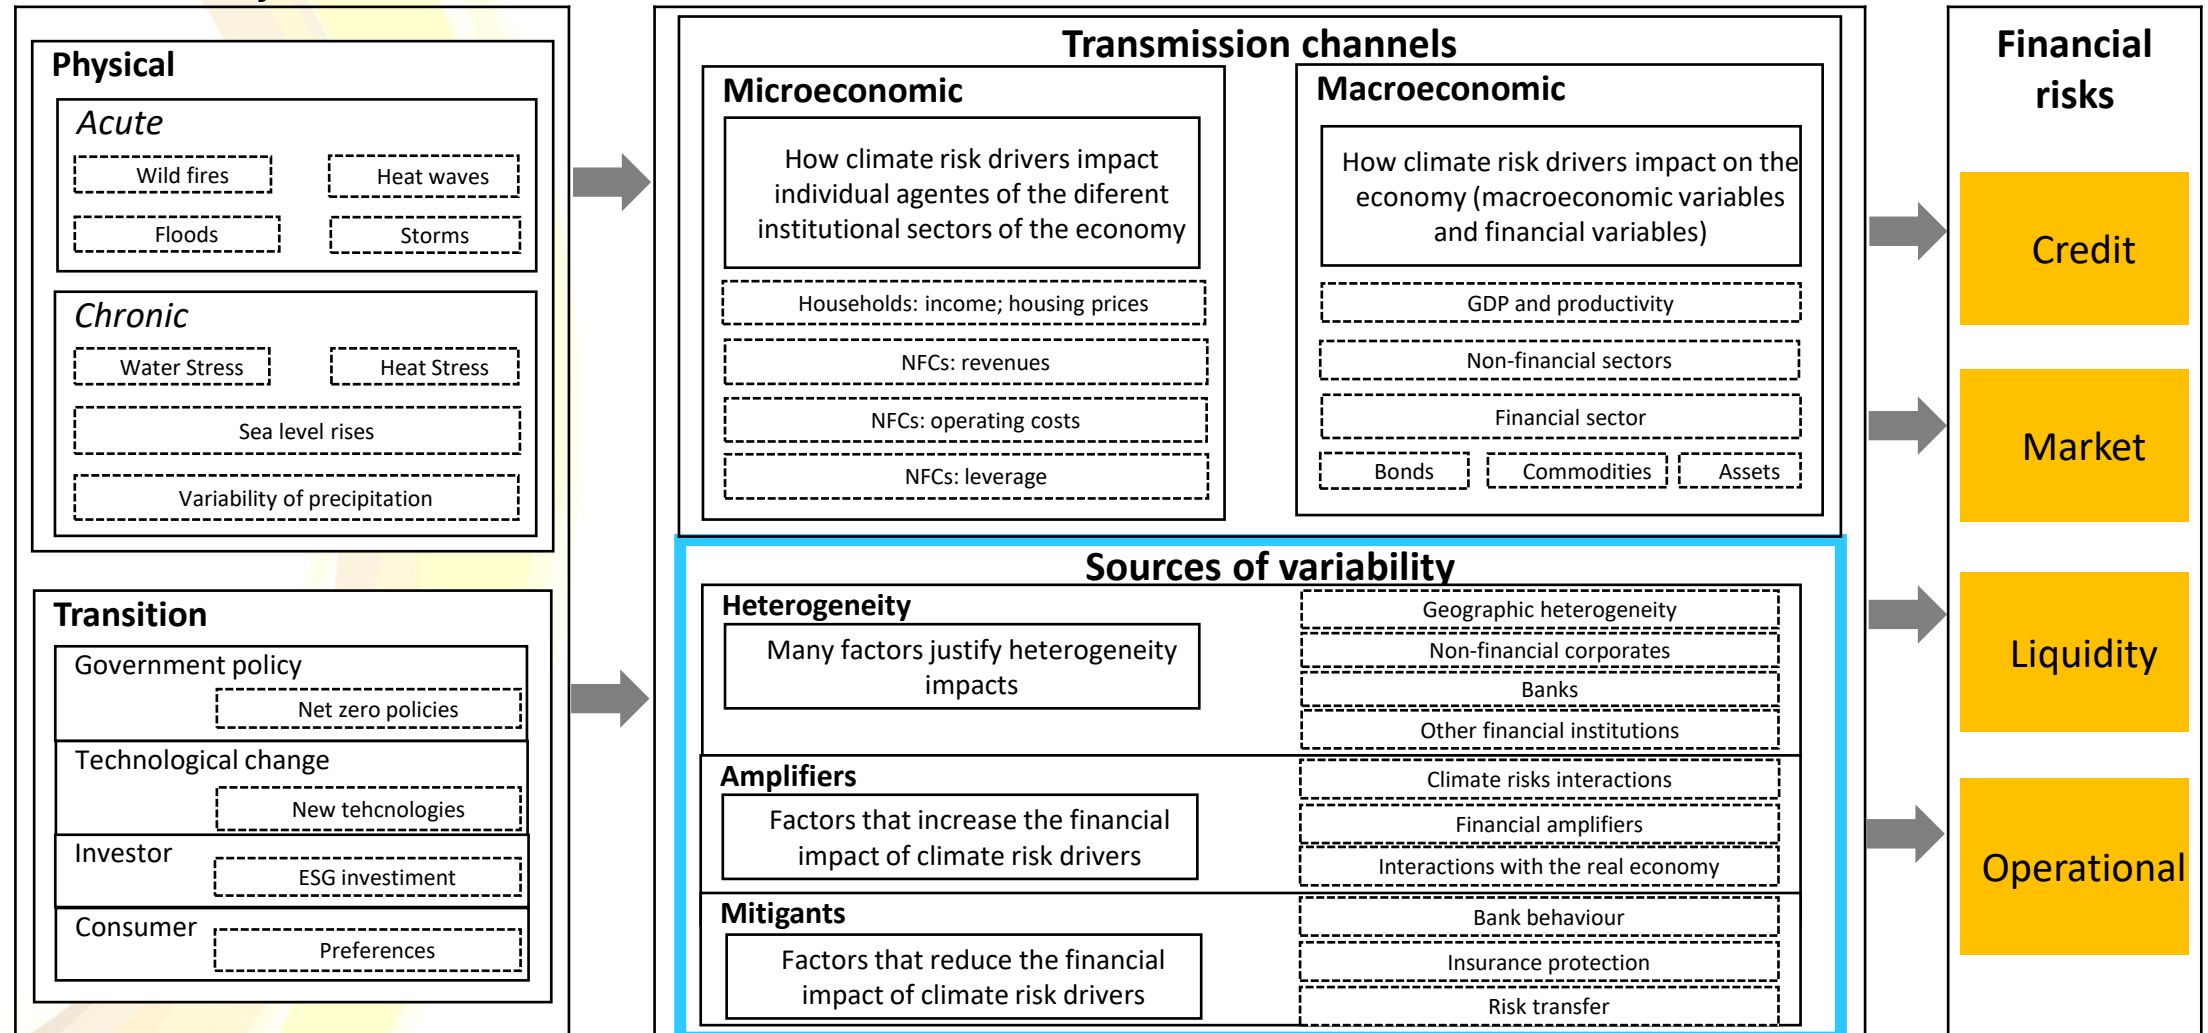 Physical
Acute
Wild fires
Heat waves
Floods
Storms
Chronic
Water Stress
Heat Stress
Sea level rises
Variability of precipitation
Transition
Government policy
Net zero policies
Technological change
New tehcnologies
Investor
ESG investiment
Consumer
Preferences
Transmission channels
Microeconomic
How climate risk drivers impact
individual agentes of the diferent
institutional sectors of the economy
Households: income; housing prices
NFCs: revenues
NFCs: operating costs
NFCs: leverage
Macroeconomic
How climate risk drivers impact on the
economy (macroeconomic variables
and financial variables)
GDP and productivity
Non-financial sectors
Financial sector
Bonds
Commodities
Assets
Sources of variability
Heterogeneity
Many factors justify heterogeneity
impacts
Geographic heterogeneity
Non-financial corporates
Banks
Other financial institutions
Amplifiers
Factors that increase the financial
impact of climate risk drivers
Climate risks interactions
Financial amplifiers
Interactions with the real economy
Mitigants
Factors that reduce the financial
impact of climate risk drivers
Bank behaviour
Insurance protection
Risk transfer
Financial
risks
Credit
Market
Liquidity
Operational